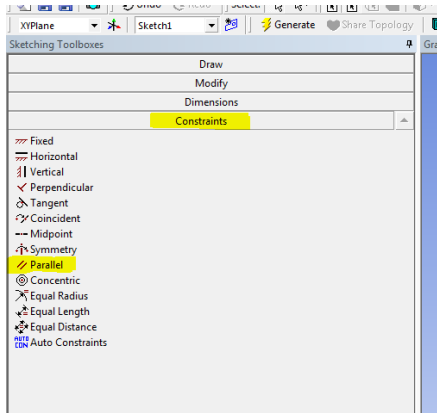 Undo Redo Select:
XYPlane Sketch1 Generate Share Topology
Sketching Toolboxes Gra
Draw
Modify
Dimensions
Constraints
Fixed
Horizontal
Vertical
Perpendicular
Tangent
Coincident
Midpoint
Symmetry
Parallel
Concentric
Equal Radius
Equal Length
Equal Distance
AUTO CON Auto Constraints